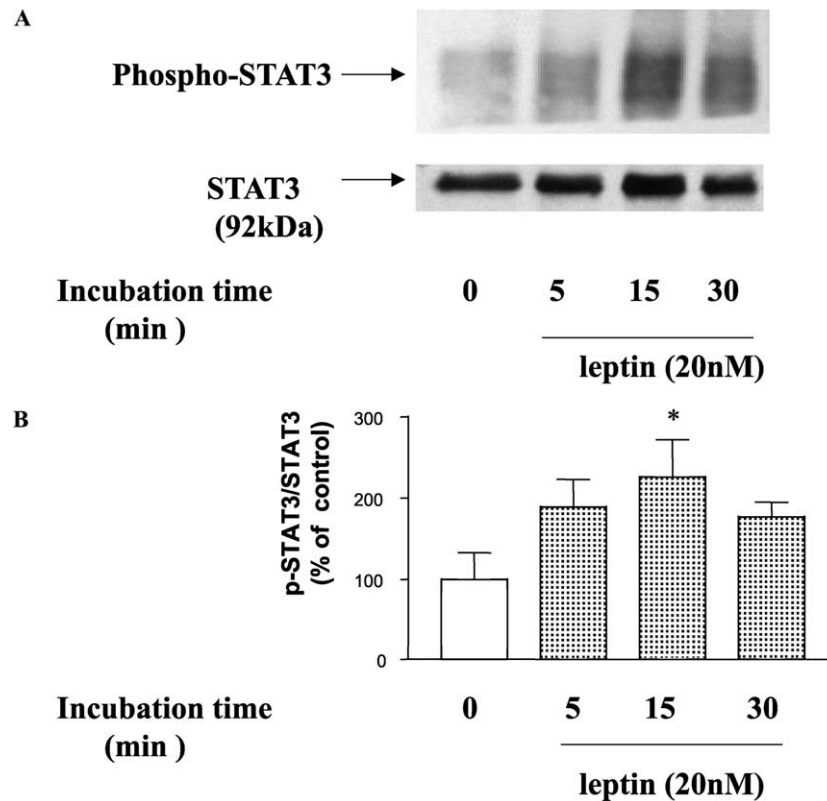 A
Phospho-STAT3
STAT3
(92kDa)
Incubation time
(min )
0 5 15 30
leptin (20nM)
B
p-STAT3/STAT3
(% of control)
300
200
100
0
*
Incubation time
(min )
0 5 15 30
leptin (20nM)